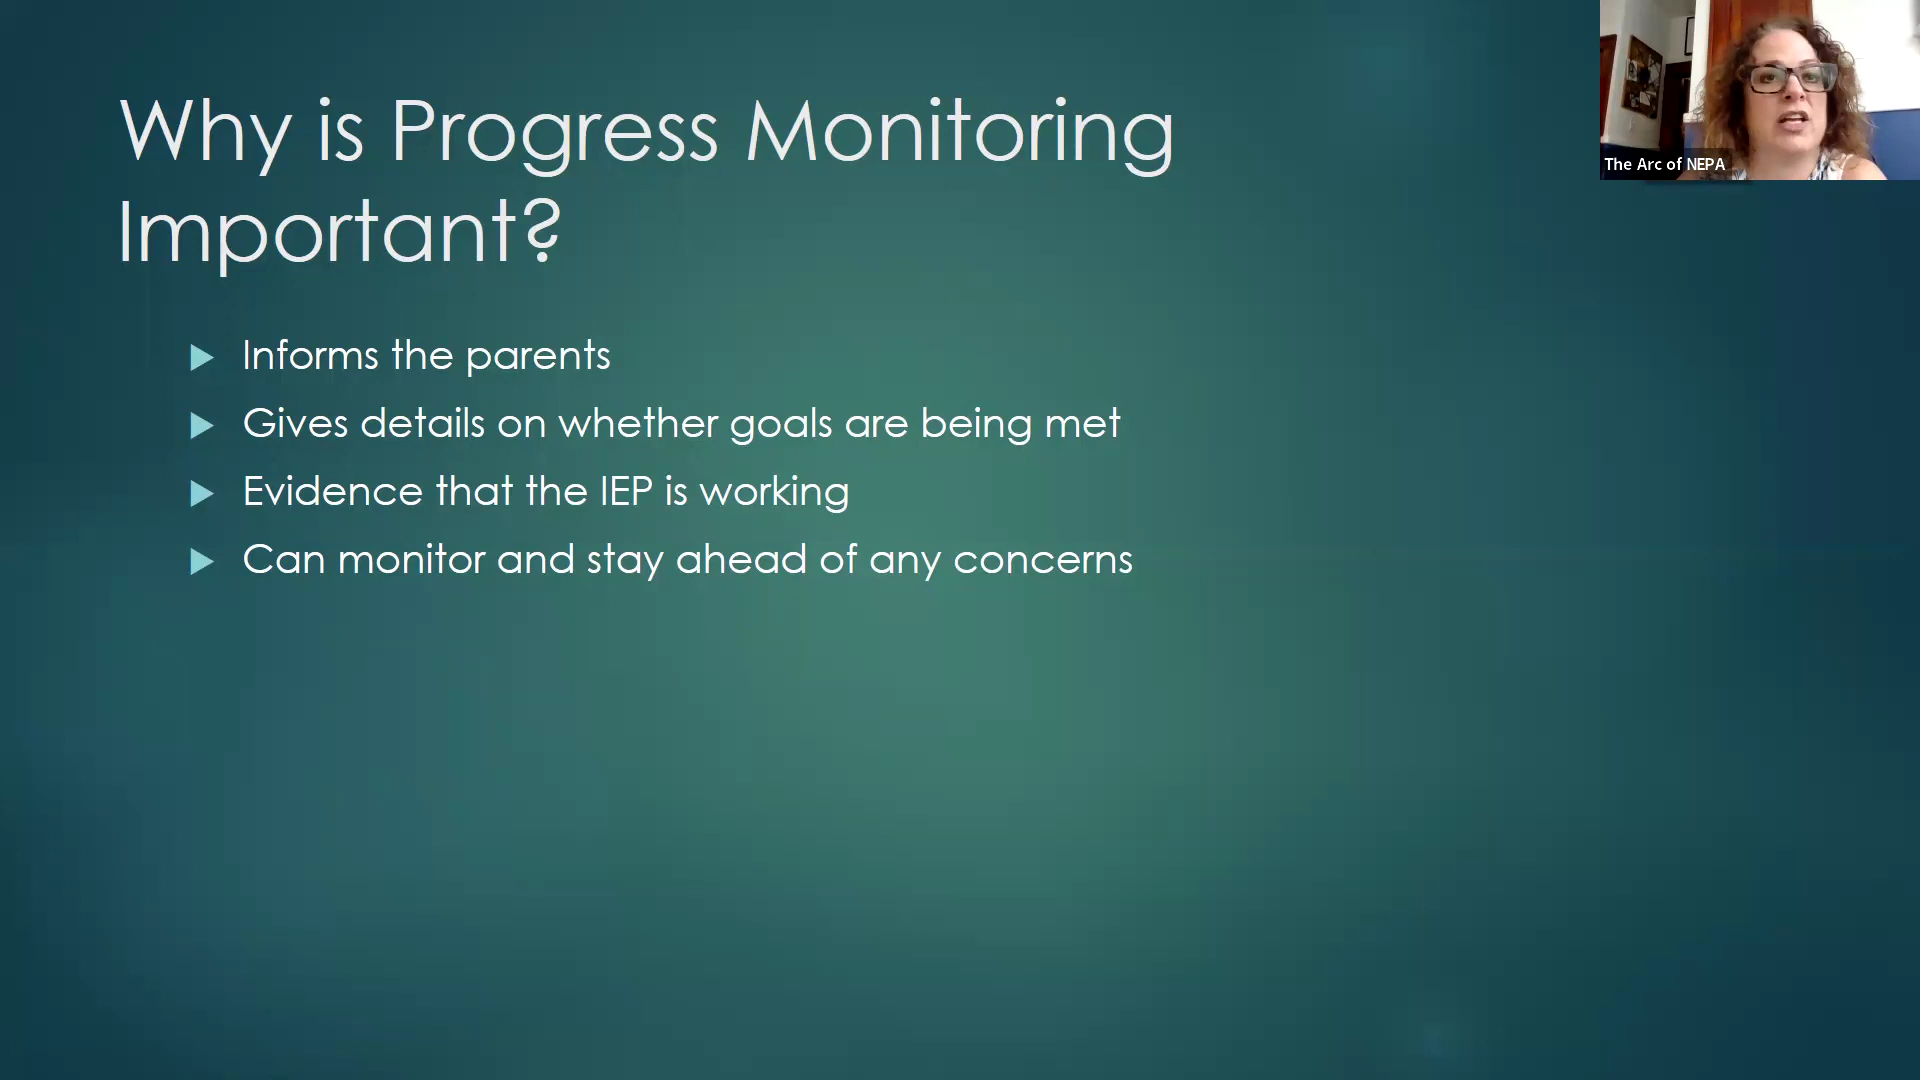 Why is Progress Monitoring
Important?
Informs the parents
Gives details on whether goals are being met
Evidence that the IEP is working
Can monitor and stay ahead of any concerns
The Arc of NEPA